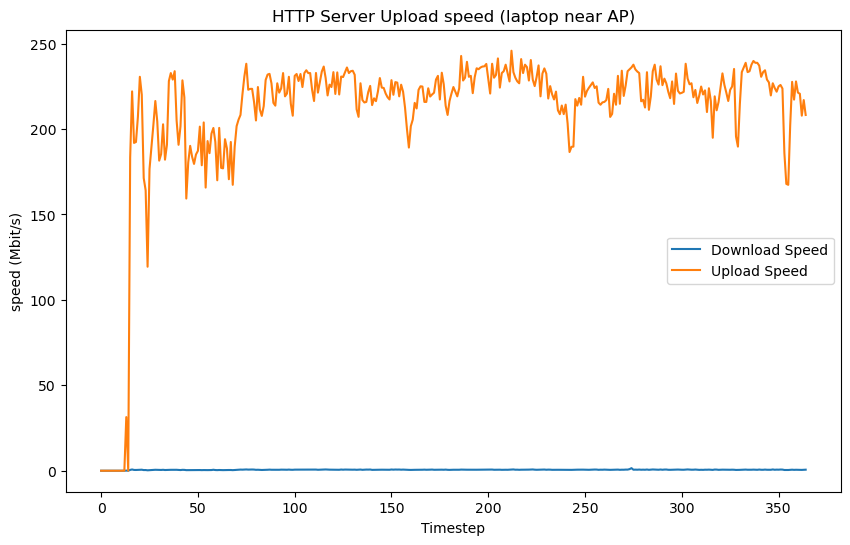 HTTP Server Upload speed (laptop near AP)
speed (Mbit/s)
250
200
150
100
50
0
Download Speed
Upload Speed
0
50
100
150
200
250
300
350
Timestep